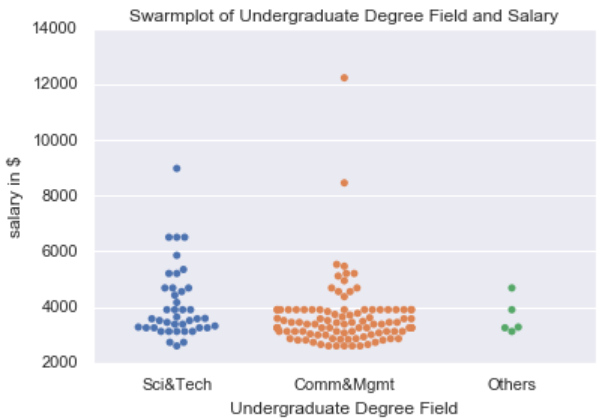 Swarmplot of Undergraduate Degree Field and Salary
14000
12000
10000
8000
6000
4000
2000
salary in $
Sci&Tech Comm&Mgmt Others
Undergraduate Degree Field